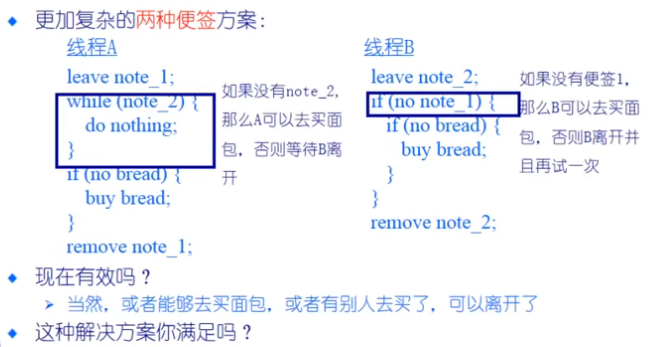 更加复杂的两种便签方案：
线程A
leave note_1;
while (note_2) {
do nothing;
}
if (no bread) {
buy bread;
}
remove note_1;
如果没有note_2,
那么A可以去买面
包，否则等待B离
开
线程B
leave note_2;
if (no note_1) {
if (no bread) {
buy bread;
}
}
remove note_2;
如果没有便签1，
那么B可以去买面
包，否则B离开并
且再试一次
现在有效吗？
当然，或者能够去买面包，或者有别人去买了，可以离开了
这种解决方案你满足吗？